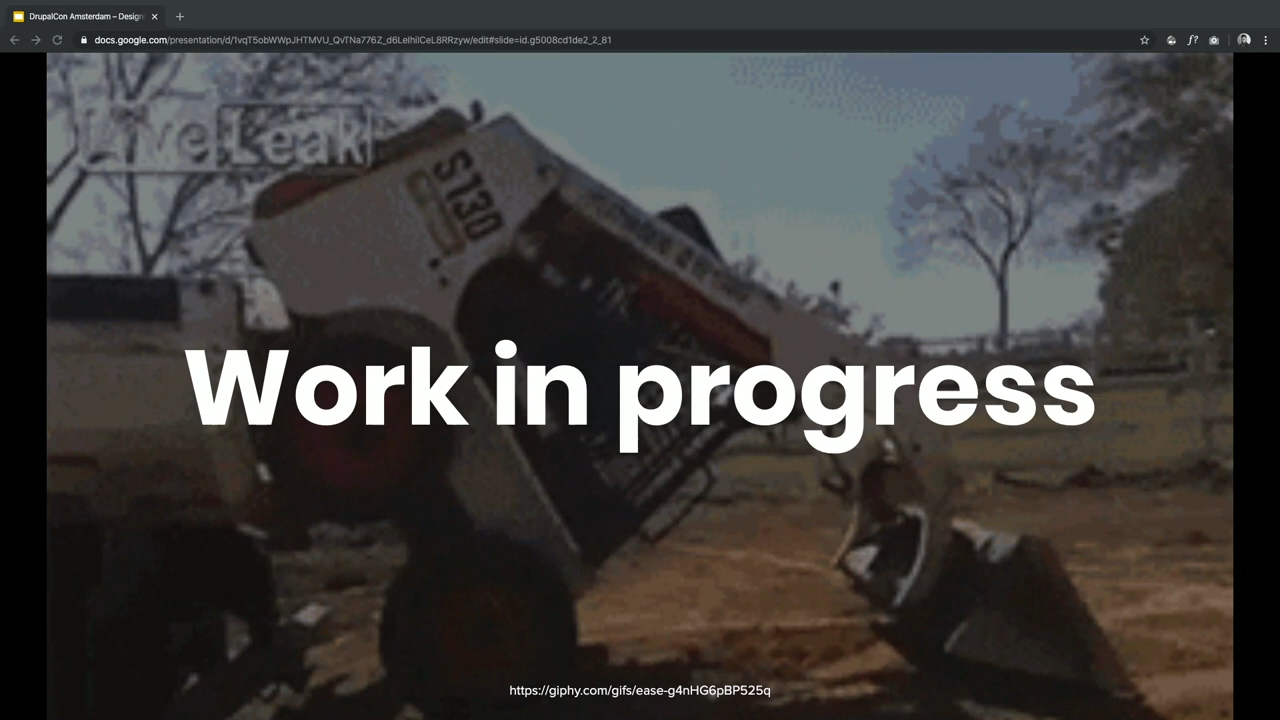 DrupalCon Amsterdam – Design
docs.google.com/presentation/d/1vqT5obWWpJHTMVU_QvTNa776Z_d6LelhilCeL8RRzyw/edit#slide=id.g5008cd1de2_2_81
f?
LiveLeak
S130
Work in progress
https://giphy.com/gifs/ease-g4nHG6pBP525q